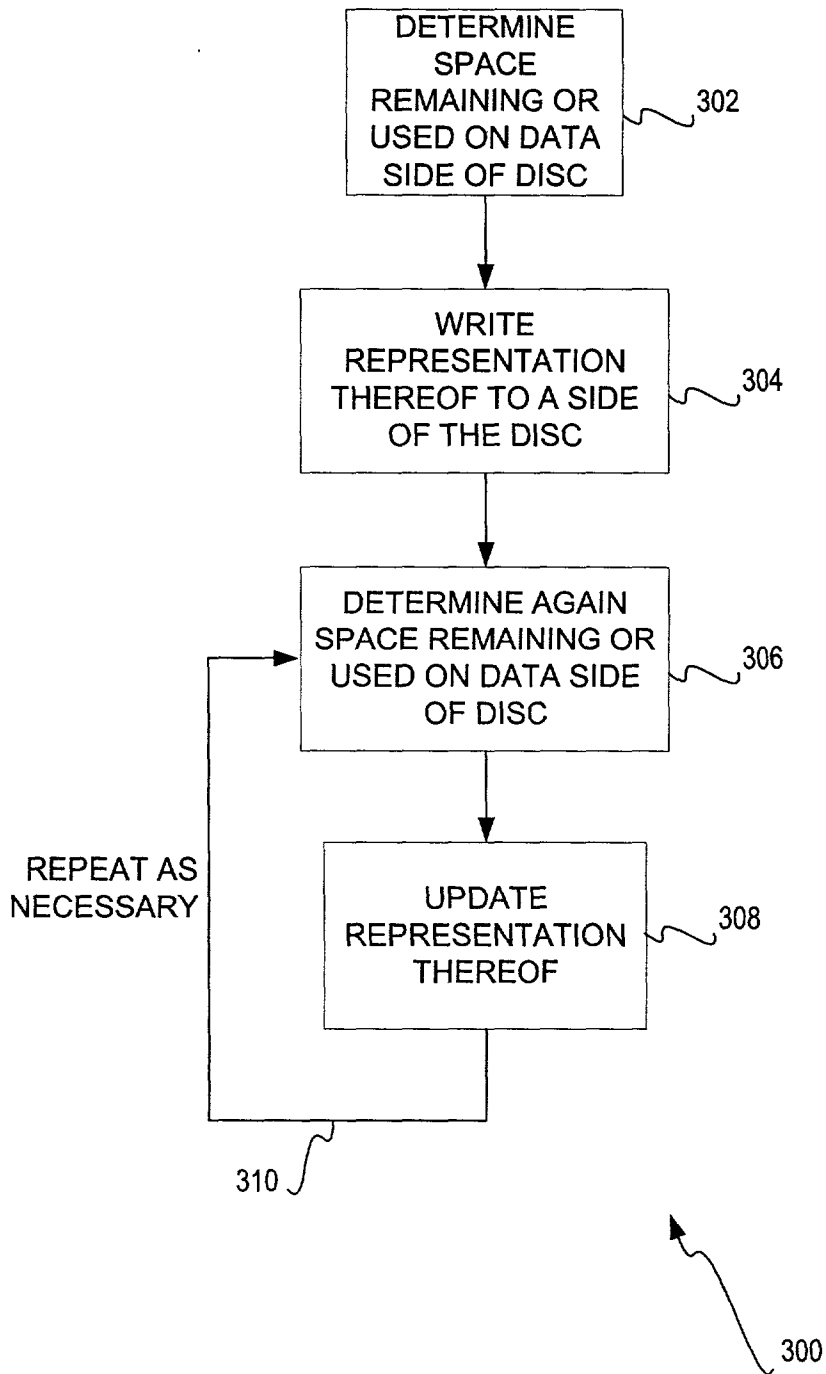 DETERMINE
SPACE
REMAINING OR
USED ON DATA
SIDE OF DISC
302
WRITE
REPRESENTATION
THEREOF TO A SIDE
OF THE DISC
304
DETERMINE AGAIN
SPACE REMAINING OR
USED ON DATA SIDE
OF DISC
306
REPEAT AS
NECESSARY
UPDATE
REPRESENTATION
THEREOF
308
310
300